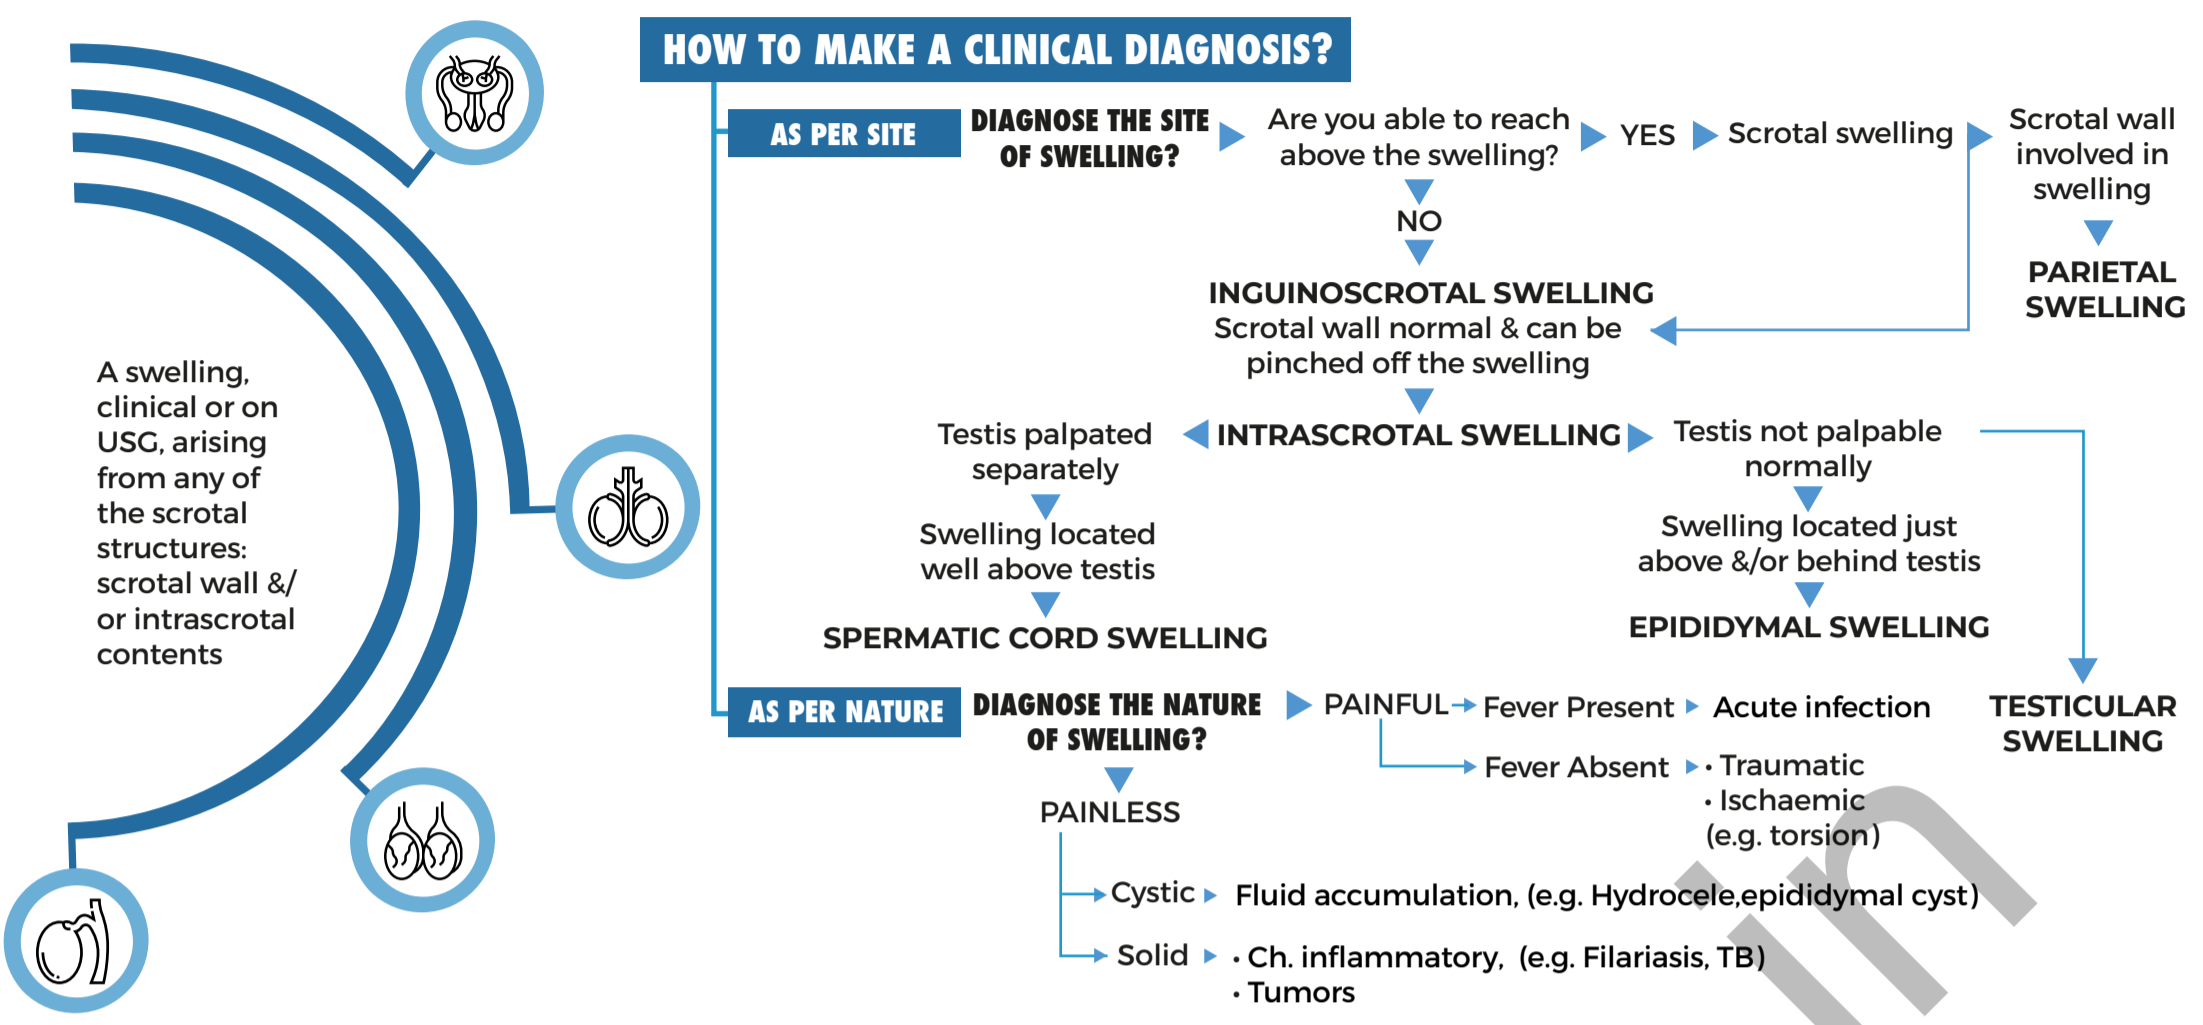 HOW TO MAKE A CLINICAL DIAGNOSIS?
A swelling,
clinical or on
USG, arising
from any of
the scrotal
structures:
scrotal wall &/
or intrascrotal
contents
AS PER SITE
DIAGNOSE THE SITE
OF SWELLING?
Are you able to reach
above the swelling?
YES
Scrotal swelling
Scrotal wall
involved in
swelling
PARIETAL
SWELLING
NO
INGUINOSCROTAL SWELLING
Scrotal wall normal & can be
pinched off the swelling
INTRASCROTAL SWELLING
Testis palpated
separately
Swelling located
well above testis
SPERMATIC CORD SWELLING
Testis not palpable
normally
Swelling located just
above &/or behind testis
EPIDIDYMAL SWELLING
TESTICULAR
SWELLING
AS PER NATURE
DIAGNOSE THE NATURE
OF SWELLING?
PAINFUL
Fever Present
Acute infection
Fever Absent
• Traumatic
• Ischaemic
(e.g. torsion)
PAINLESS
Cystic
Fluid accumulation, (e.g. Hydrocele,epididymal cyst)
Solid
• Ch. inflammatory, (e.g. Filariasis, TB)
• Tumors
in